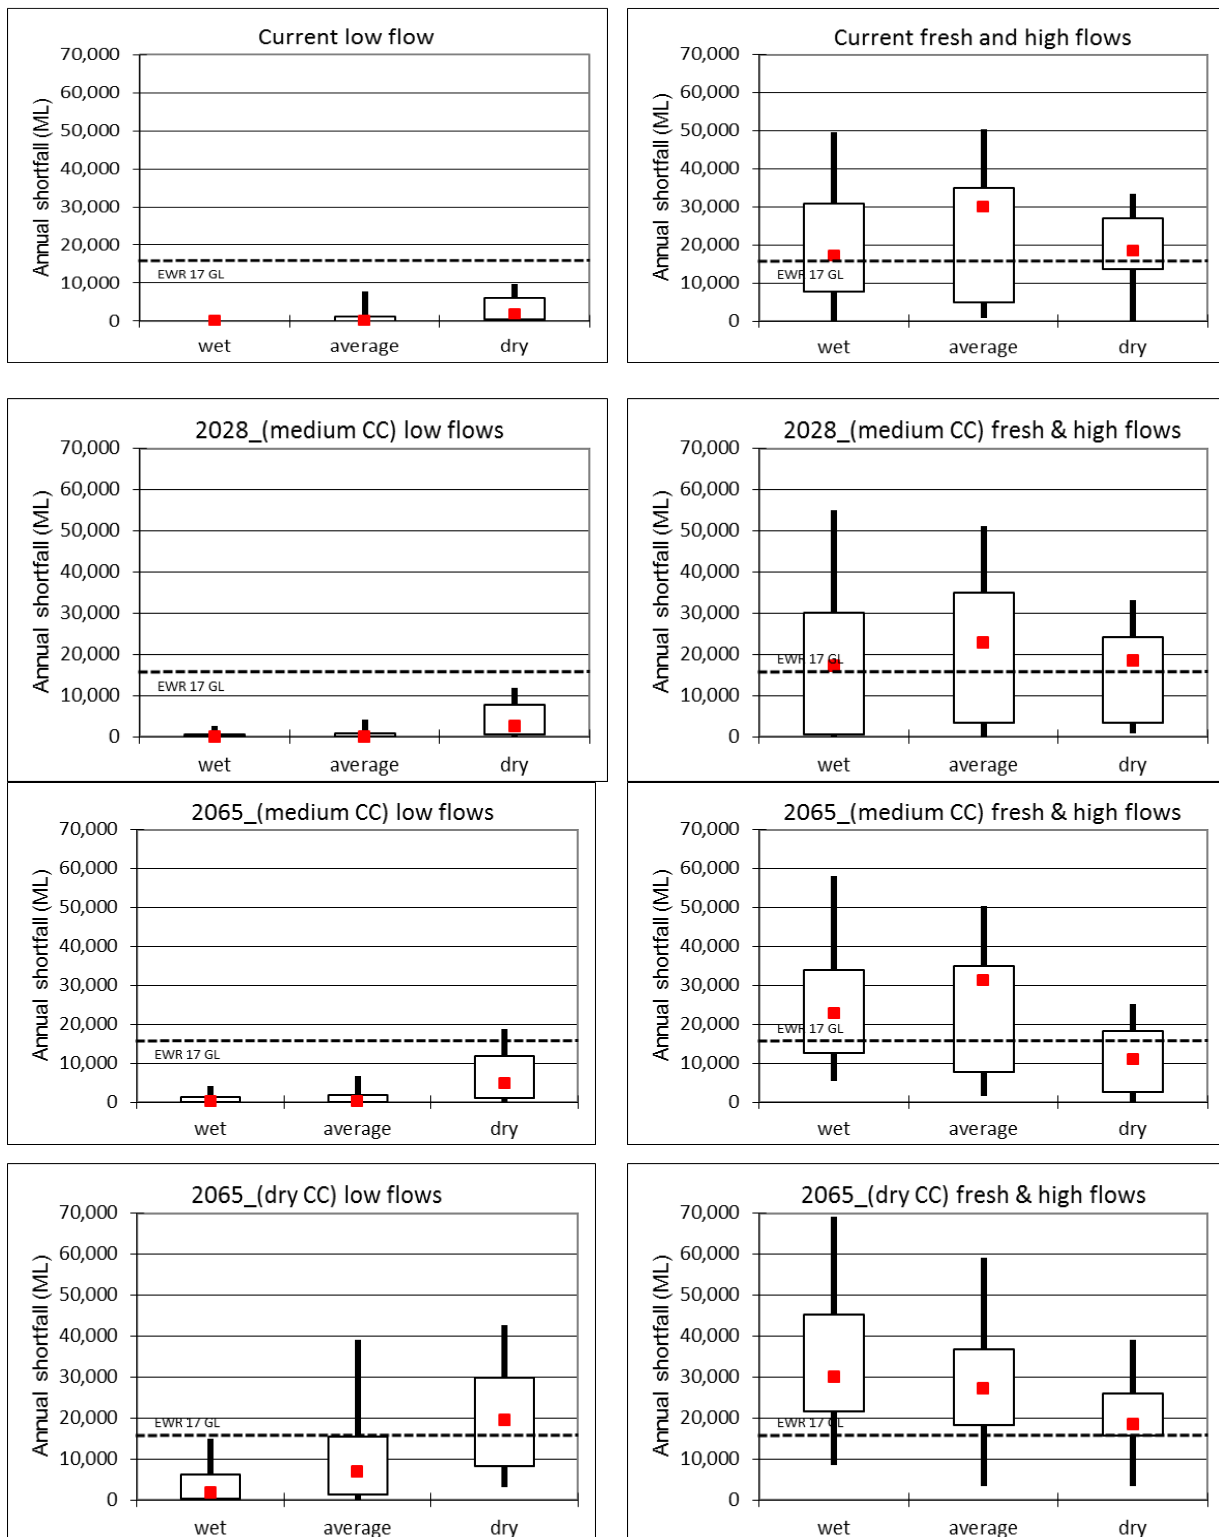 Current low flow
Annual shortfall (ML)
70,000
60,000
50,000
40,000
30,000
20,000
10,000
0
EWR 17 GL
wet average dry
Current fresh and high flows
Annual shortfall (ML)
70,000
60,000
50,000
40,000
30,000
20,000
10,000
0
EWR 17 GL
wet average dry
2028_(medium CC) low flows
Annual shortfall (ML)
70,000
60,000
50,000
40,000
30,000
20,000
10,000
0
EWR 17 GL
wet average dry
2028_(medium CC) fresh & high flows
Annual shortfall (ML)
70,000
60,000
50,000
40,000
30,000
20,000
10,000
0
EWR 17 GL
wet average dry
2065_(medium CC) low flows
Annual shortfall (ML)
70,000
60,000
50,000
40,000
30,000
20,000
10,000
0
EWR 17 GL
wet average dry
2065_(medium CC) fresh & high flows
Annual shortfall (ML)
70,000
60,000
50,000
40,000
30,000
20,000
10,000
0
EWR 17 GL
wet average dry
2065_(dry CC) low flows
Annual shortfall (ML)
70,000
60,000
50,000
40,000
30,000
20,000
10,000
0
EWR 17 GL
wet average dry
2065_(dry CC) fresh & high flows
Annual shortfall (ML)
70,000
60,000
50,000
40,000
30,000
20,000
10,000
0
EWR 17 GL
wet average dry